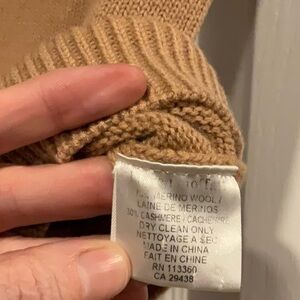 MERINO WOOL /
LAINE DE MERINOS
30% CASHMERE / CACHEMIRE
DRY CLEAN ONLY
NETTOYAGE A SEC
MADE IN CHINA
FAIT EN CHINE
RN 113360
CA 29438